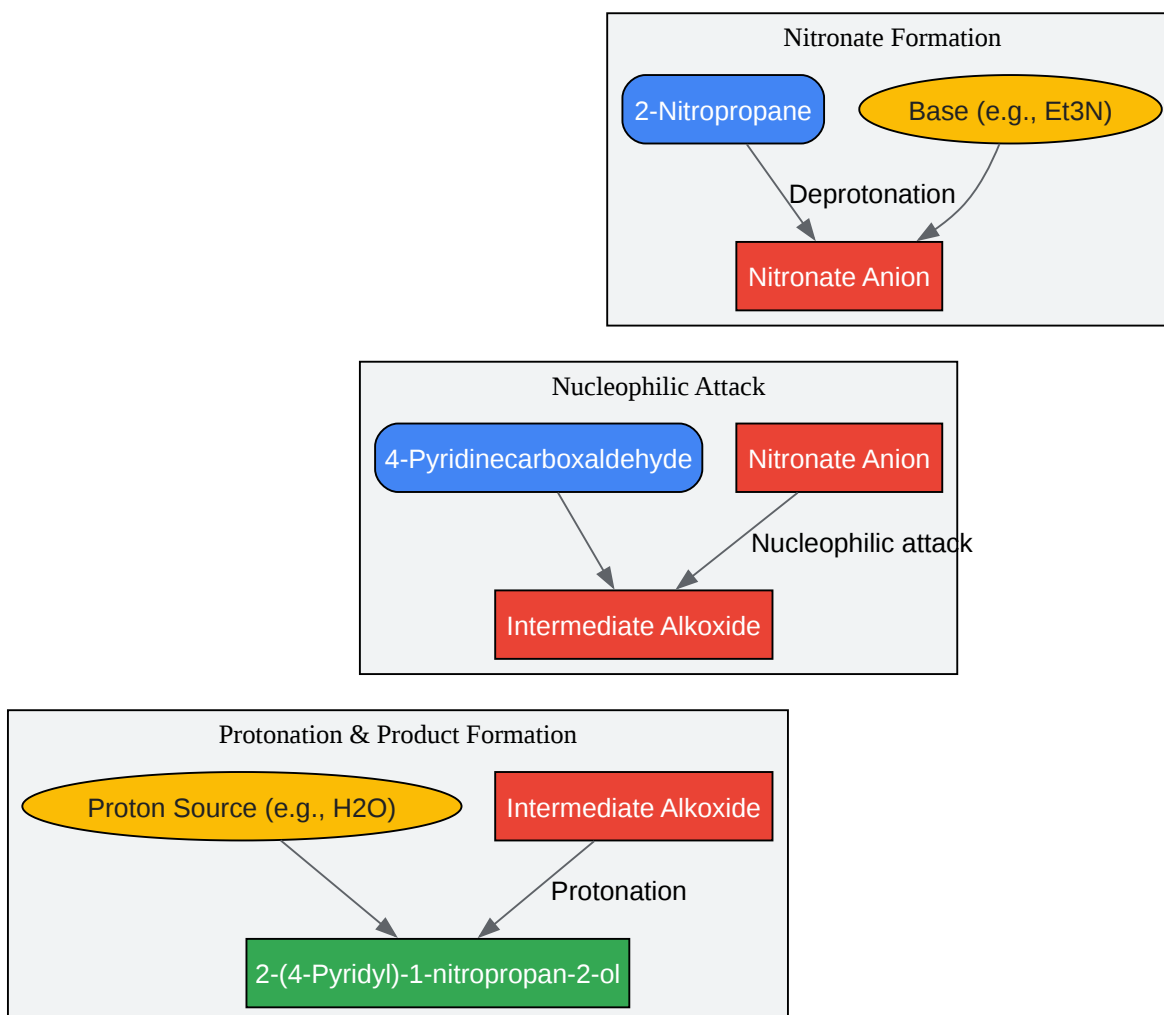 Nitronate Formation
2-Nitropropane
Base (e.g., Et3N)
Deprotonation
Nitronate Anion
Nucleophilic Attack
4-Pyridinecarboxaldehyde
Nitronate Anion
Nucleophilic attack
Intermediate Alkoxide
Protonation & Product Formation
Proton Source (e.g., H2O)
Intermediate Alkoxide
Protonation
2-(4-Pyridyl)-1-nitropropan-2-ol